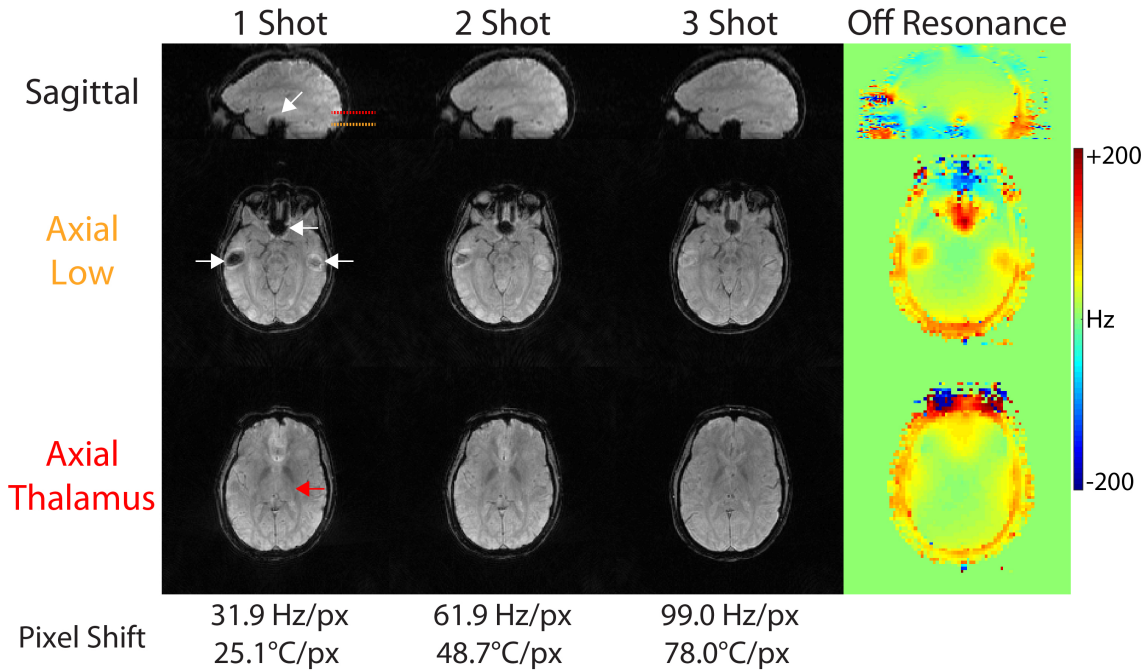 1 Shot 2 Shot 3 Shot Off Resonance
Sagittal
Axial
Low
Axial
Thalamus
+200
Hz
-200
Pixel Shift
31.9 Hz/px 61.9 Hz/px 99.0 Hz/px
25.1°C/px 48.7°C/px 78.0°C/px